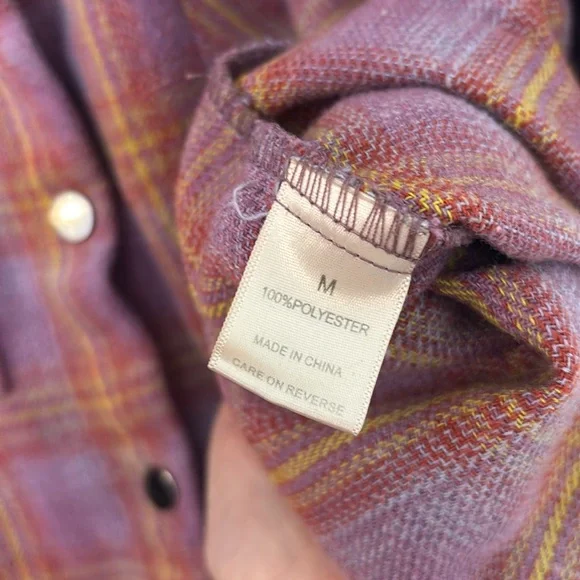 M
100%POLYESTER
MADE IN CHINA
CARE ON REVERSE